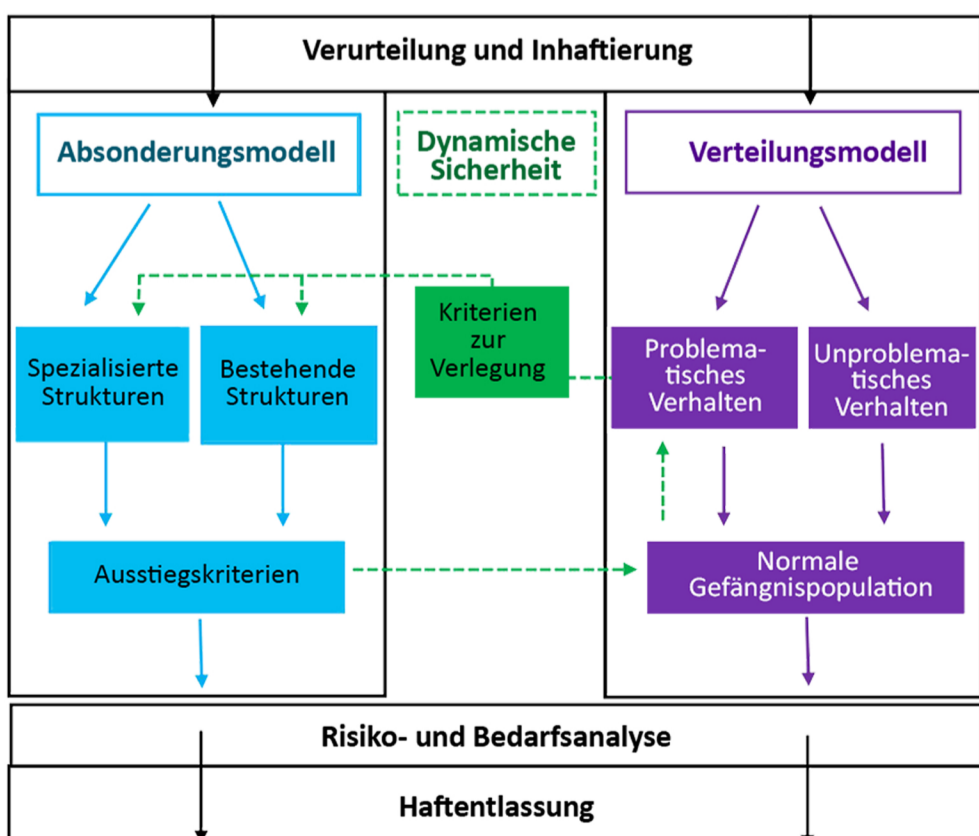 Verurteilung und Inhaftierung
Absonderungsmodell
Dynamische
Sicherheit
Verteilungsmodell
Spezialisierte
Strukturen
Bestehende
Strukturen
Kriterien
zur
Verlegung
Problema-
tisches
Verhalten
Unproblema-
tisches
Verhalten
Ausstiegskriterien
Normale
Gefängnispopulation
Risiko- und Bedarfsanalyse
Haftentlassung